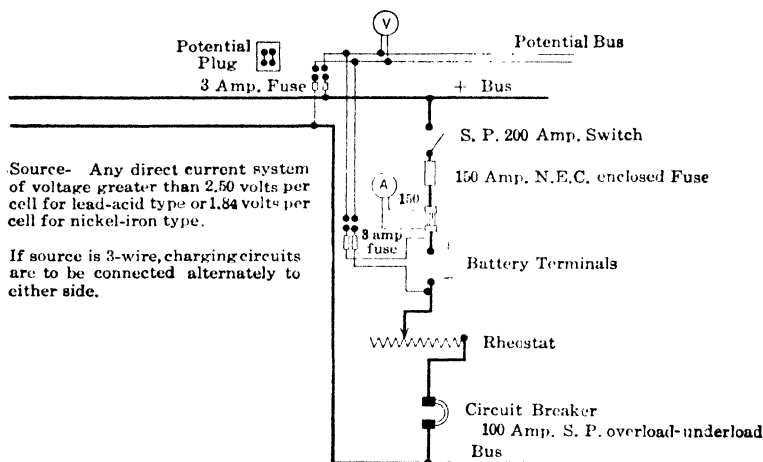 V
Potential
Plug
Potential Bus
3 Amp. Fuse
+ Bus
S. P. 200 Amp. Switch
Source- Any direct current system
of voltage greater than 2.50 volts per
cell for lead-acid type or 1.84 volts per
cell for nickel-iron type.
A
150 Amp. N.E.C. enclosed Fuse
150
3 amp
fuse
+
Battery Terminals
-
If source is 3-wire, charging circuits
are to be connected alternately to
either side.
Rheostat
Circuit Breaker
100 Amp. S. P. overload-underload
Bus